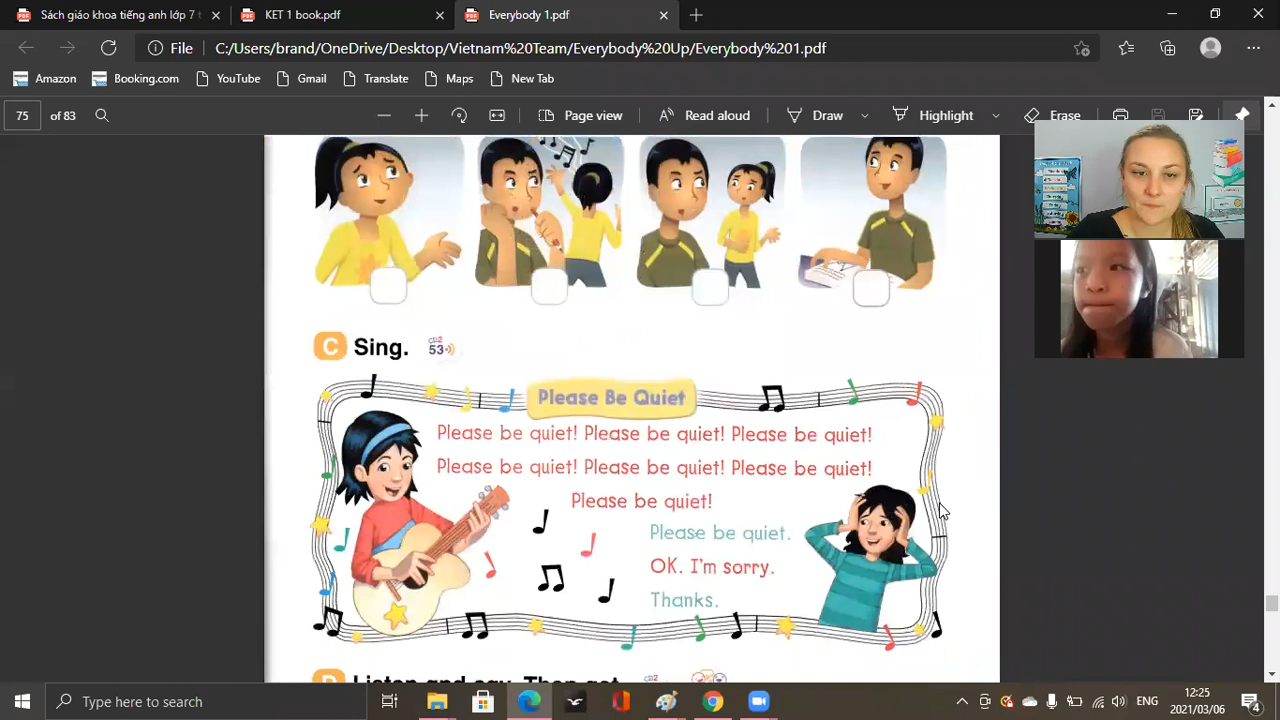 Sách giáo khoa tiếng anh lớp 7 t
KET 1 book.pdf
Everybody 1.pdf
File
C:/Users/brand/OneDrive/Desktop/Vietnam%20Team/Everybody%20Up/Everybody%201.pdf
Amazon
Booking.com
YouTube
Gmail
Translate
Maps
New Tab
75 of 83
Page view
Read aloud
Draw
Highlight
Erase
C Sing. CD2 53
Please Be Quiet
Please be quiet! Please be quiet! Please be quiet!
Please be quiet! Please be quiet! Please be quiet!
Please be quiet!
Please be quiet.
OK. I'm sorry.
Thanks.
Type here to search
ENG
12:25
2021/03/06
4